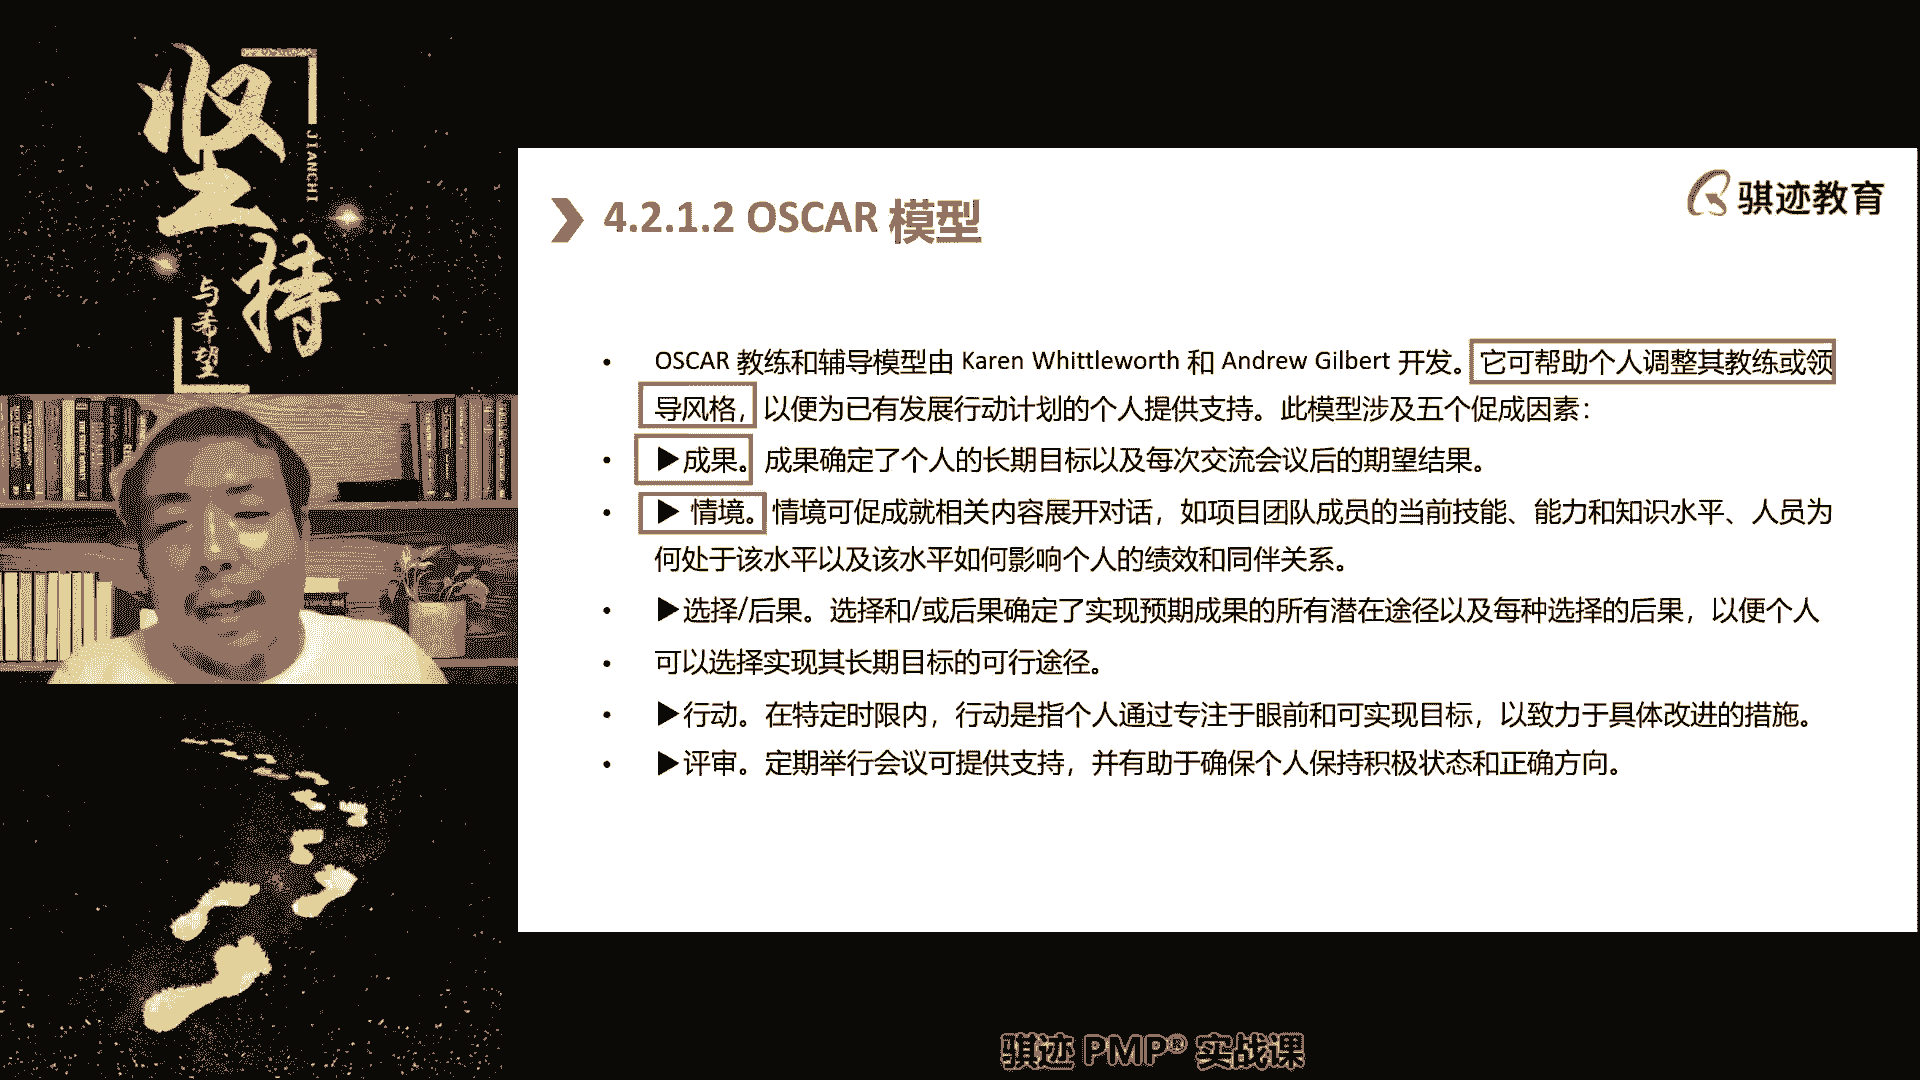 坚持
JIANCHI
与希望
骐迹教育
4.2.1.2 OSCAR 模型
• OSCAR 教练和辅导模型由 Karen Whittleworth 和 Andrew Gilbert 开发。它可帮助个人调整其教练或领
导风格，以便为已有发展行动计划的个人提供支持。此模型涉及五个促成因素：
• ▶成果。成果确定了个人的长期目标以及每次交流会议后的期望结果。
• ▶ 情境。情境可促成就相关内容展开对话，如项目团队成员的当前技能、能力和知识水平、人员为
何处于该水平以及该水平如何影响个人的绩效和同伴关系。
• ▶选择/后果。选择和/或后果确定了实现预期成果的所有潜在途径以及每种选择的后果，以便个人
• 可以选择实现其长期目标的可行途径。
• ▶行动。在特定时限内，行动是指个人通过专注于眼前和可实现目标，以致力于具体改进的措施。
• ▶评审。定期举行会议可提供支持，并有助于确保个人保持积极状态和正确方向。
骐迹 PMP® 实战课